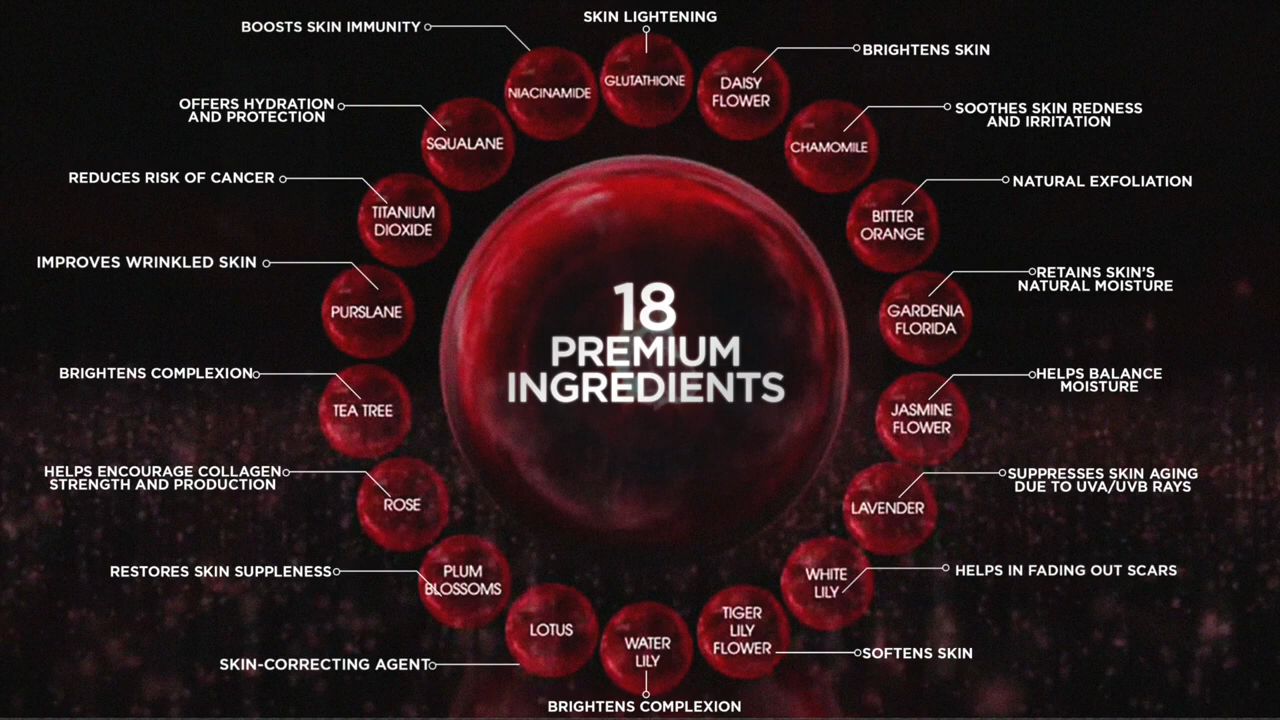 SKIN LIGHTENING
GLUTATHIONE
BRIGHTENS SKIN
DAISY
FLOWER
SOOTHES SKIN REDNESS
AND IRRITATION
CHAMOMILE
NATURAL EXFOLIATION
BITTER
ORANGE
RETAINS SKIN'S
NATURAL MOISTURE
GARDENIA
FLORIDA
HELPS BALANCE
MOISTURE
JASMINE
FLOWER
SUPPRESSES SKIN AGING
DUE TO UVA/UVB RAYS
LAVENDER
HELPS IN FADING OUT SCARS
WHITE
LILY
SOFTENS SKIN
TIGER
LILY
FLOWER
WATER
LILY
BRIGHTENS COMPLEXION
SKIN-CORRECTING AGENT
LOTUS
RESTORES SKIN SUPPLENESS
PLUM
BLOSSOMS
HELPS ENCOURAGE COLLAGEN
STRENGTH AND PRODUCTION
ROSE
BRIGHTENS COMPLEXION
TEA TREE
IMPROVES WRINKLED SKIN
PURSLANE
REDUCES RISK OF CANCER
TITANIUM
DIOXIDE
OFFERS HYDRATION
AND PROTECTION
SQUALANE
BOOSTS SKIN IMMUNITY
NIACINAMIDE
18
PREMIUM
INGREDIENTS